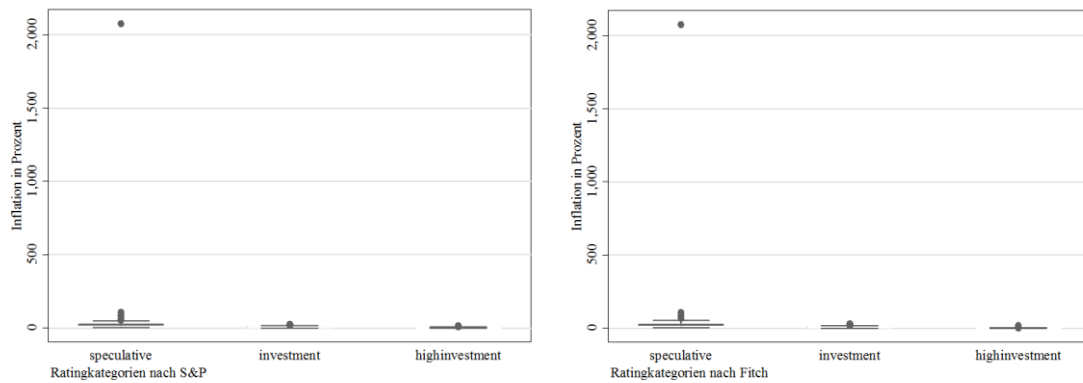 Inflation in Prozent
2,000
1,500
1,000
500
0
speculative investment highinvestment
Ratingkategorien nach S&P
Inflation in Prozent
2,000
1,500
1,000
500
0
speculative investment highinvestment
Ratingkategorien nach Fitch